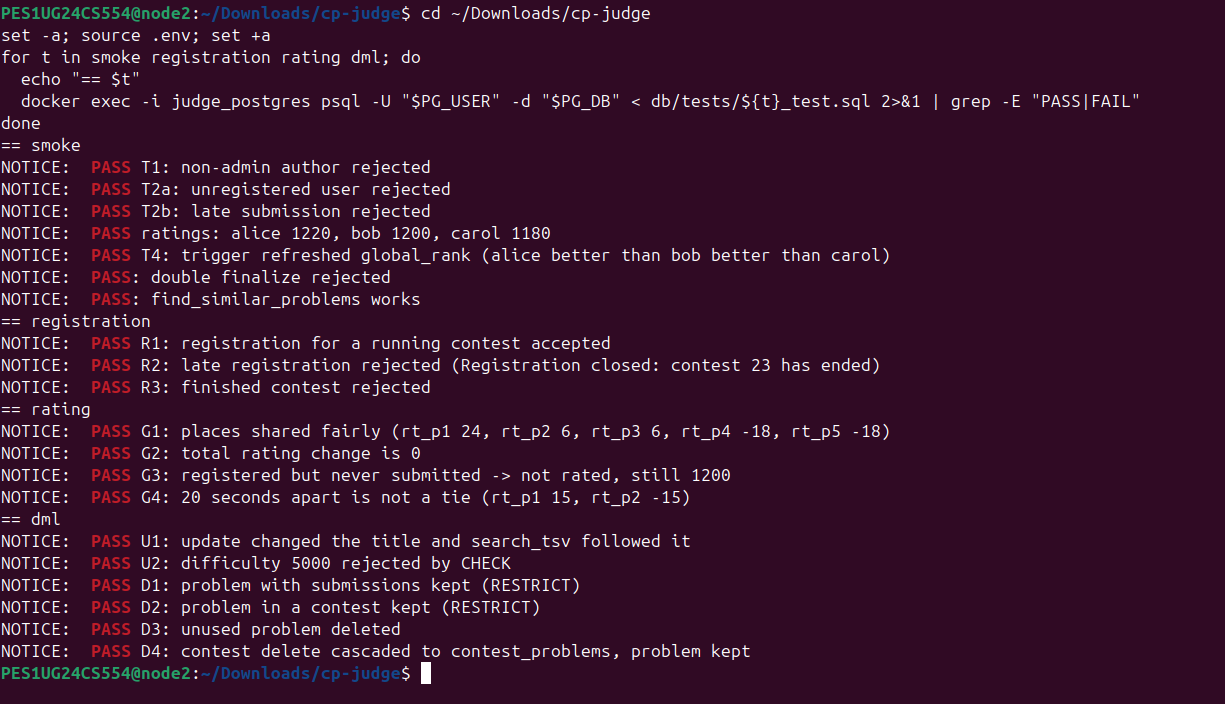 PES1UG24CS554@node2:~/Downloads/cp-judge$ cd ~/Downloads/cp-judge
set -a; source .env; set +a
for t in smoke registration rating dml; do
  echo "== $t"
  docker exec -i judge_postgres psql -U "$PG_USER" -d "$PG_DB" < db/tests/${t}_test.sql 2>&1 | grep -E "PASS|FAIL"
done
== smoke
NOTICE:  PASS T1: non-admin author rejected
NOTICE:  PASS T2a: unregistered user rejected
NOTICE:  PASS T2b: late submission rejected
NOTICE:  PASS ratings: alice 1220, bob 1200, carol 1180
NOTICE:  PASS T4: trigger refreshed global_rank (alice better than bob better than carol)
NOTICE:  PASS: double finalize rejected
NOTICE:  PASS: find_similar_problems works
== registration
NOTICE:  PASS R1: registration for a running contest accepted
NOTICE:  PASS R2: late registration rejected (Registration closed: contest 23 has ended)
NOTICE:  PASS R3: finished contest rejected
== rating
NOTICE:  PASS G1: places shared fairly (rt_p1 24, rt_p2 6, rt_p3 6, rt_p4 -18, rt_p5 -18)
NOTICE:  PASS G2: total rating change is 0
NOTICE:  PASS G3: registered but never submitted -> not rated, still 1200
NOTICE:  PASS G4: 20 seconds apart is not a tie (rt_p1 15, rt_p2 -15)
== dml
NOTICE:  PASS U1: update changed the title and search_tsv followed it
NOTICE:  PASS U2: difficulty 5000 rejected by CHECK
NOTICE:  PASS D1: problem with submissions kept (RESTRICT)
NOTICE:  PASS D2: problem in a contest kept (RESTRICT)
NOTICE:  PASS D3: unused problem deleted
NOTICE:  PASS D4: contest delete cascaded to contest_problems, problem kept
PES1UG24CS554@node2:~/Downloads/cp-judge$